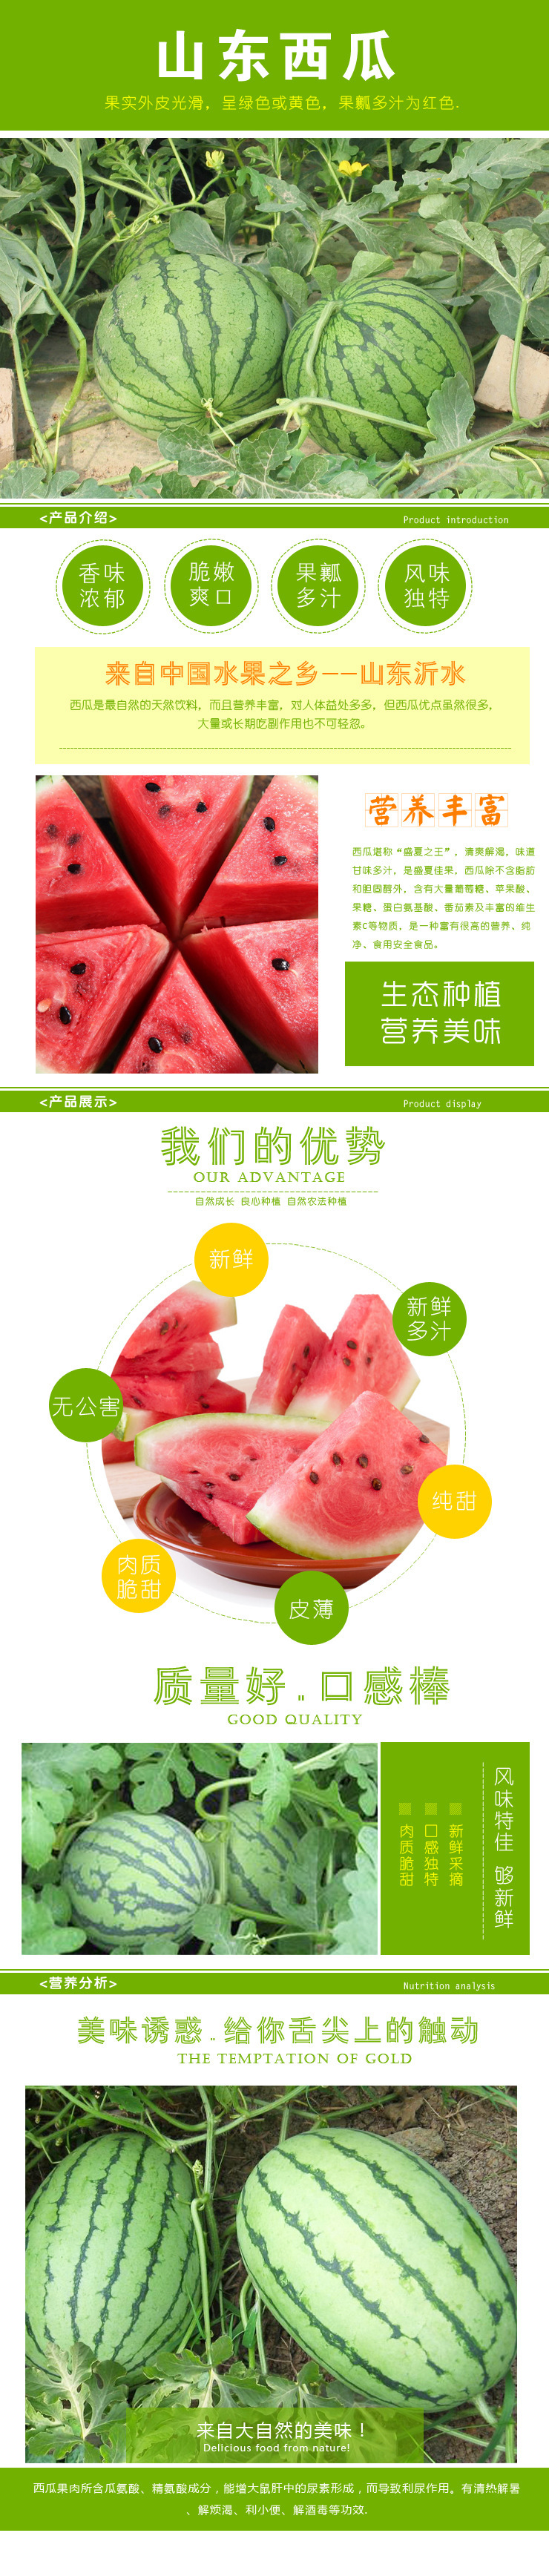 山东西瓜
果实外皮光滑，呈绿色或黄色，果瓤多汁为红色.
<产品介绍>
Product introduction
香味
浓郁
脆嫩
爽口
果瓤
多汁
风味
独特
来自中国水果之乡--山东沂水
西瓜是最自然的天然饮料，而且营养丰富，对人体益处多多，但西瓜优点虽然很多，
大量或长期吃副作用也不可轻忽。
营养丰富
西瓜堪称“盛夏之王”，清爽解渴，味道
甘味多汁，是盛夏佳果，西瓜除不含脂肪
和胆固醇外，含有大量葡萄糖、苹果酸、
果糖、蛋白氨基酸、番茄素及丰富的维生
素C等物质，是一种富有很高的营养、纯
净、食用安全食品。
生态种植
营养美味
<产品展示>
Product display
我们的优势
OUR ADVANTAGE
自然成长 良心种植 自然农法种植
新鲜
新鲜
多汁
无公害
纯甜
肉质
脆甜
皮薄
质量好.口感棒
GOOD QUALITY
风味特佳 够新鲜
新鲜采摘
口感独特
肉质脆甜
<营养分析>
Nutrition analysis
美味诱惑.给你舌尖上的触动
THE TEMPTATION OF GOLD
来自大自然的美味！
Delicious food from nature!
西瓜果肉所含瓜氨酸、精氨酸成分，能增大鼠肝中的尿素形成，而导致利尿作用。有清热解暑
、解烦渴、利小便、解酒毒等功效.